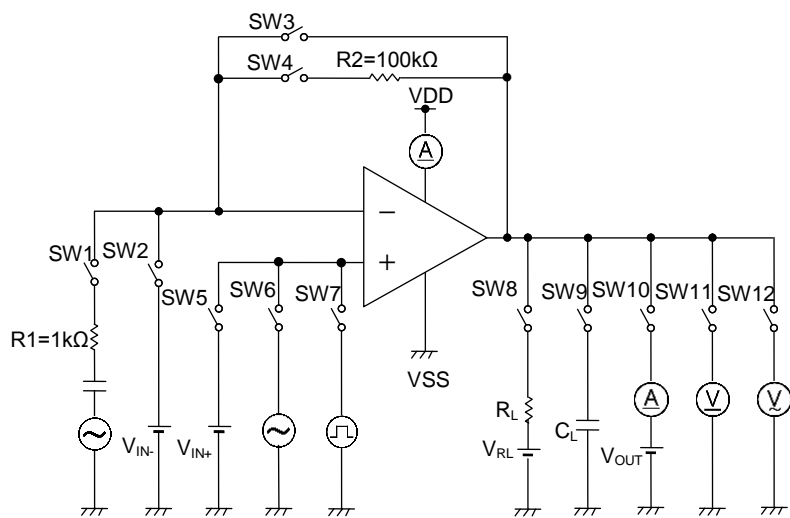 SW3
SW4
R2=100kΩ
VDD
A
−
+
SW1
SW2
SW5
SW6
SW7
SW8
SW9
SW10
SW11
SW12
R1=1kΩ
VSS
VIN-
VIN+
RL
VRL
CL
A
VOUT
V
V